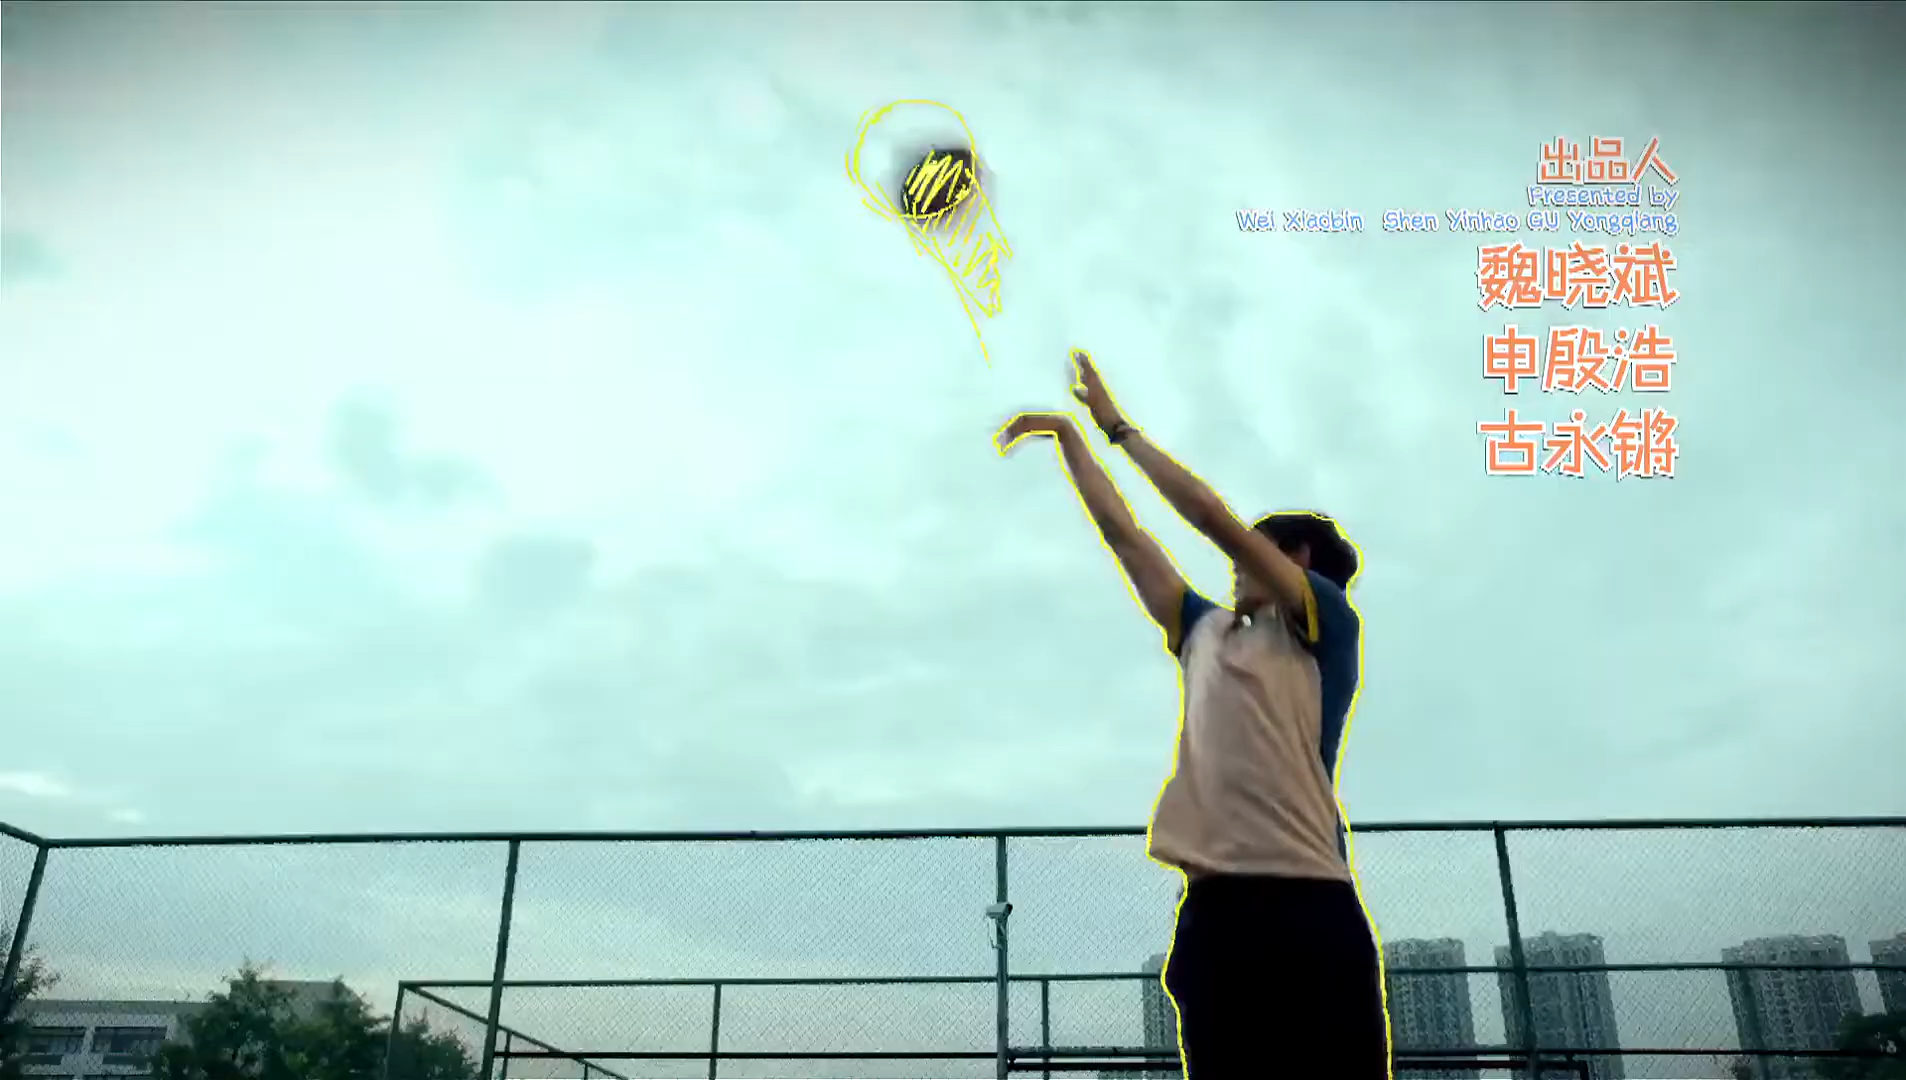 出品人
Presented by
Wei Xiaobin Shen Yinhao GU Yongqiang
魏晓斌
申殷浩
古永锵